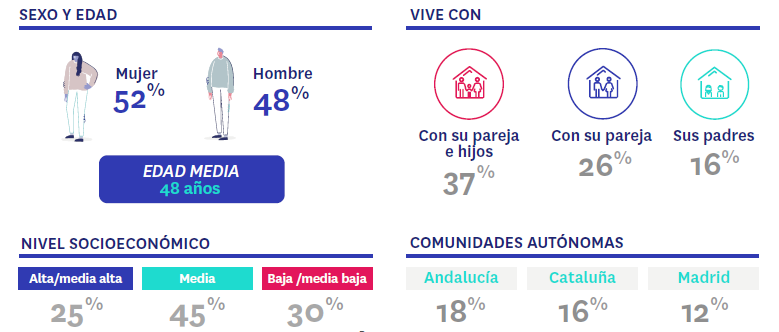 SEXO Y EDAD
Mujer
52%
Hombre
48%
EDAD MEDIA
48 años
VIVE CON
Con su pareja
e hijos
37%
Con su pareja
26%
Sus padres
16%
NIVEL SOCIOECONÓMICO
Alta/media alta
25%
Media
45%
Baja /media baja
30%
COMUNIDADES AUTÓNOMAS
Andalucía
18%
Cataluña
16%
Madrid
12%